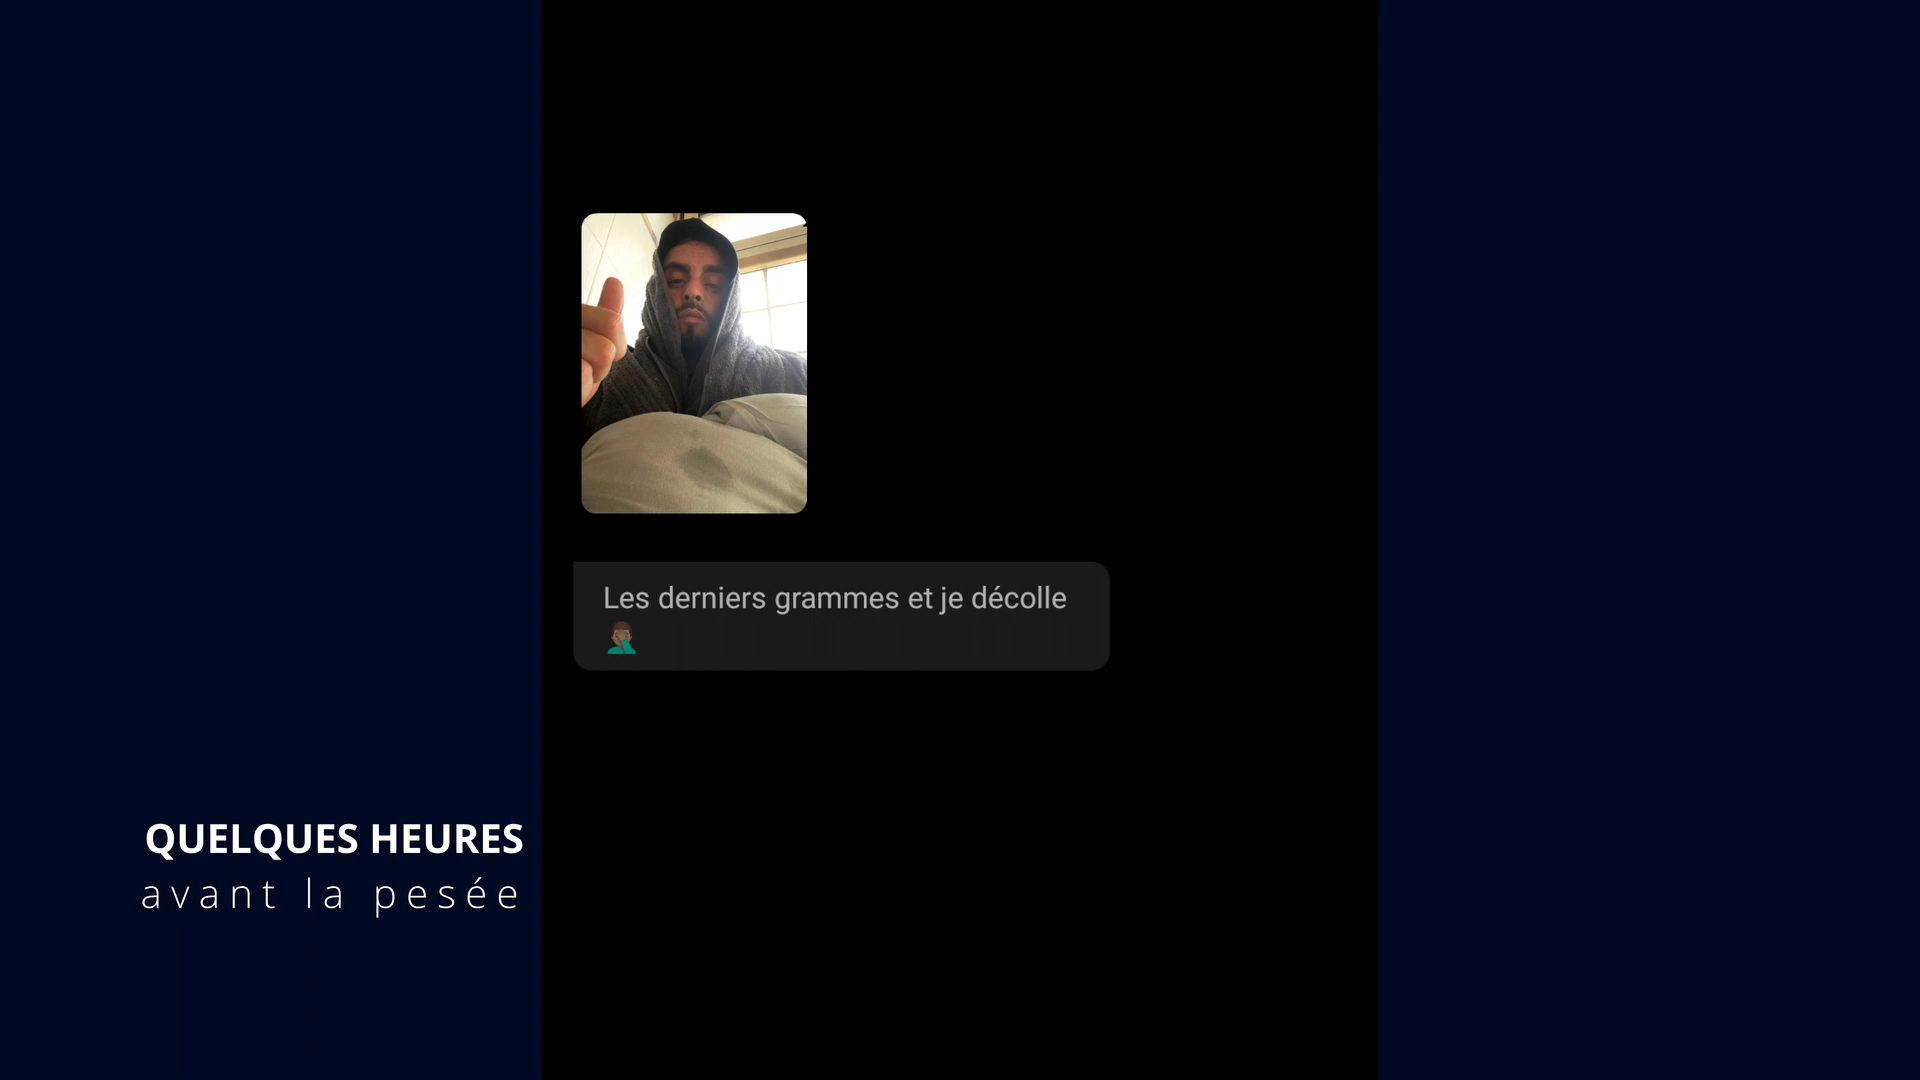 Les derniers grammes et je décolle
🤦🏽‍♂️
QUELQUES HEURES
avant la pesée